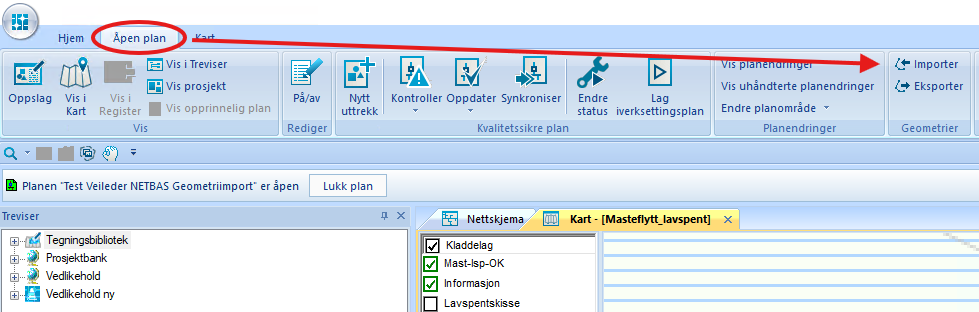 Hjem Åpen plan Kart
Oppslag
Vis i Kart
Vis i Register
Vis i Treviser
Vis prosjekt
Vis opprinnelig plan
Vis
På/av
Rediger
Nytt uttrekk
Kontroller
Oppdater
Synkroniser
Endre status
Lag iverksettingsplan
Kvalitetssikre plan
Vis planendringer
Vis uhåndterte planendringer
Endre planområde
Planendringer
Importer
Eksporter
Geometrier
Planen "Test Veileder NETBAS Geometriimport" er åpen Lukk plan
Treviser
Tegningsbibliotek
Prosjektbank
Vedlikehold
Vedlikehold ny
Nettskjema Kart - [Masteflytt_lavspent]
Kladdelag
Mast-lsp-OK
Informasjon
Lavspentskisse